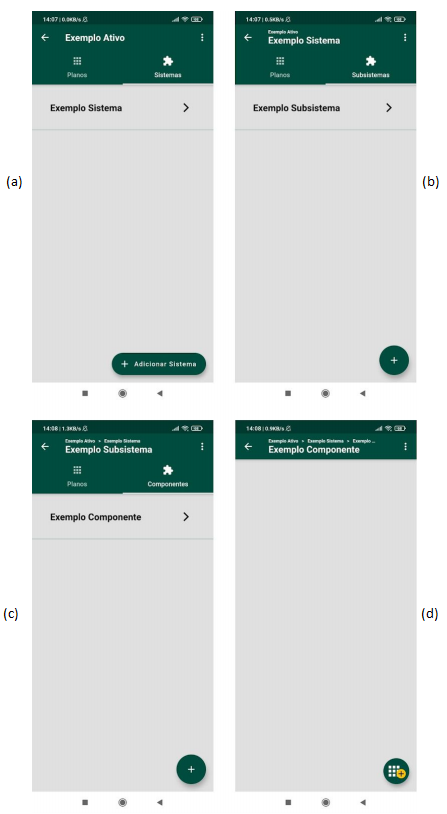 14:07 | 0.0KB/s
Exemplo Ativo
Planos
Sistemas
Exemplo Sistema
+ Adicionar Sistema
(a)
14:07 | 0.5KB/s
Exemplo Ativo
Exemplo Sistema
Planos
Subsistemas
Exemplo Subsistema
+
(b)
14:08 | 1.3KB/s
Exemplo Ativo > Exemplo Sistema
Exemplo Subsistema
Planos
Componentes
Exemplo Componente
+
(c)
14:08 | 0.9KB/s
Exemplo Ativo > Exemplo Sistema > Exemplo ...
Exemplo Componente
(d)